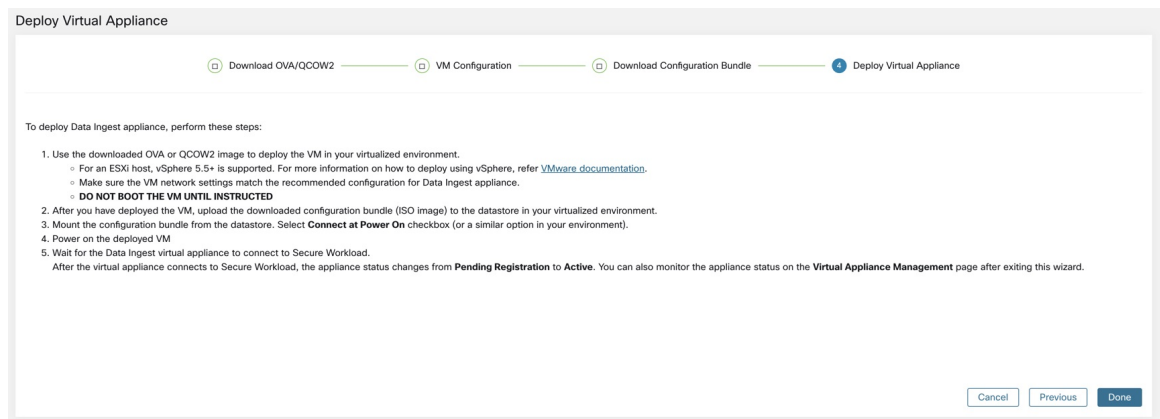 Deploy Virtual Appliance
Download OVA/QCOW2
VM Configuration
Download Configuration Bundle
4 Deploy Virtual Appliance
To deploy Data Ingest appliance, perform these steps:
1. Use the downloaded OVA or QCOW2 image to deploy the VM in your virtualized environment.
For an ESXi host, vSphere 5.5+ is supported. For more information on how to deploy using vSphere, refer VMware documentation.
Make sure the VM network settings match the recommended configuration for Data Ingest appliance.
DO NOT BOOT THE VM UNTIL INSTRUCTED
2. After you have deployed the VM, upload the downloaded configuration bundle (ISO image) to the datastore in your virtualized environment.
3. Mount the configuration bundle from the datastore. Select Connect at Power On checkbox (or a similar option in your environment).
4. Power on the deployed VM
5. Wait for the Data Ingest virtual appliance to connect to Secure Workload.
After the virtual appliance connects to Secure Workload, the appliance status changes from Pending Registration to Active. You can also monitor the appliance status on the Virtual Appliance Management page after exiting this wizard.
Cancel
Previous
Done